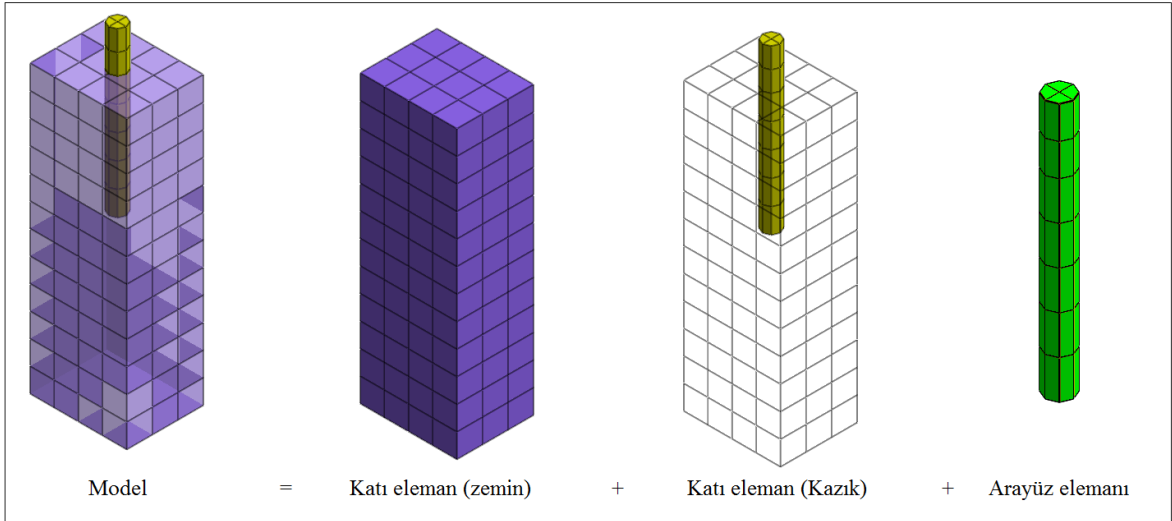 Model = Katı eleman (zemin) + Katı eleman (Kazık) + Arayüz elemanı